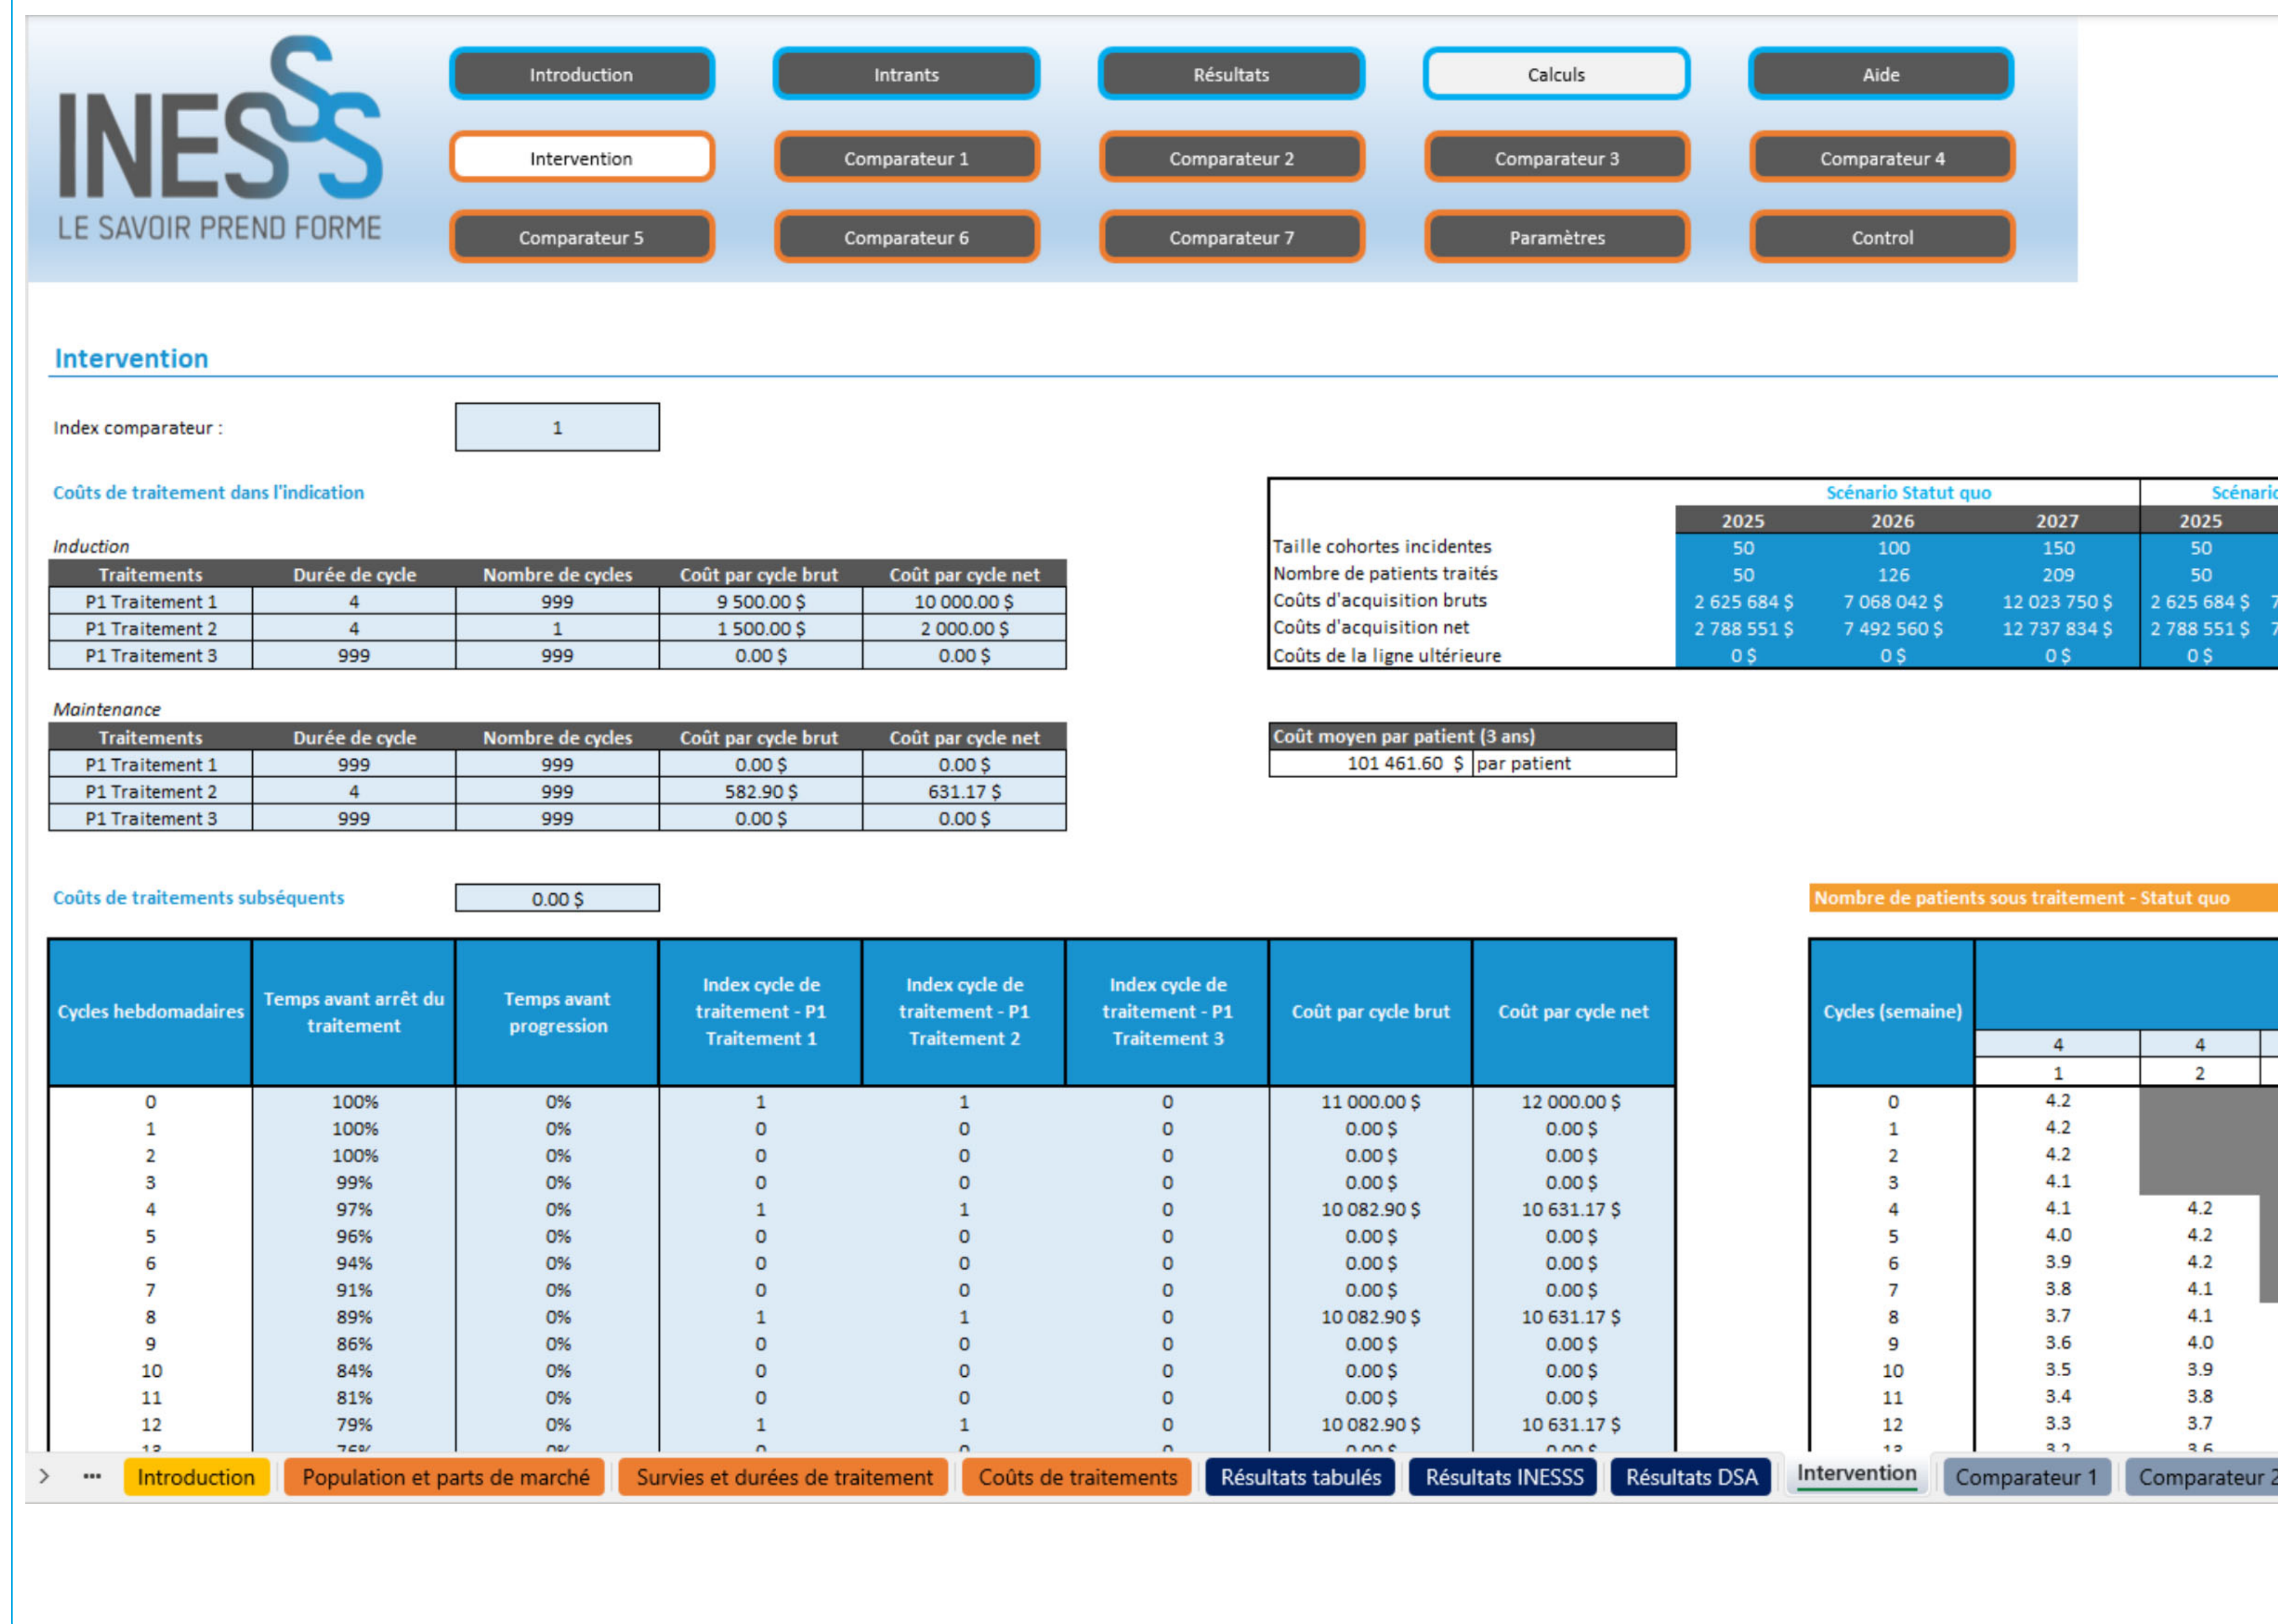 INESSS
LE SAVOIR PREND FORME
Introduction Intrants Résultats Calculs Aide
Intervention Comparateur 1 Comparateur 2 Comparateur 3 Comparateur 4
Comparateur 5 Comparateur 6 Comparateur 7 Paramètres Control
Intervention
Index comparateur : 1
Coûts de traitement dans l'indication
Induction
Traitements Durée de cycle Nombre de cycles Coût par cycle brut Coût par cycle net
P1 Traitement 1 4 999 9 500.00 $ 10 000.00 $
P1 Traitement 2 4 1 1 500.00 $ 2 000.00 $
P1 Traitement 3 999 999 0.00 $ 0.00 $
Scénario Statut quo
2025 2026 2027 2025
Taille cohortes incidentes 50 100 150 50
Nombre de patients traités 50 126 209 50
Coûts d'acquisition bruts 2 625 684 $ 7 068 042 $ 12 023 750 $ 2 625 684 $ 7
Coûts d'acquisition net 2 788 551 $ 7 492 560 $ 12 737 834 $ 2 788 551 $ 7
Coûts de la ligne ultérieure 0 $ 0 $ 0 $ 0 $
Maintenance
Traitements Durée de cycle Nombre de cycles Coût par cycle brut Coût par cycle net
P1 Traitement 1 999 999 0.00 $ 0.00 $
P1 Traitement 2 4 999 582.90 $ 631.17 $
P1 Traitement 3 999 999 0.00 $ 0.00 $
Coût moyen par patient (3 ans)
101 461.60 $ par patient
Coûts de traitements subséquents 0.00 $
Nombre de patients sous traitement - Statut quo
Cycles hebdomadaires Temps avant arrêt du traitement Temps avant progression Index cycle de traitement - P1 Traitement 1 Index cycle de traitement - P1 Traitement 2 Index cycle de traitement - P1 Traitement 3 Coût par cycle brut Coût par cycle net
0 100% 0% 1 1 0 11 000.00 $ 12 000.00 $
1 100% 0% 0 0 0 0.00 $ 0.00 $
2 100% 0% 0 0 0 0.00 $ 0.00 $
3 99% 0% 0 0 0 0.00 $ 0.00 $
4 97% 0% 1 1 0 10 082.90 $ 10 631.17 $
5 96% 0% 0 0 0 0.00 $ 0.00 $
6 94% 0% 0 0 0 0.00 $ 0.00 $
7 91% 0% 0 0 0 0.00 $ 0.00 $
8 89% 0% 1 1 0 10 082.90 $ 10 631.17 $
9 86% 0% 0 0 0 0.00 $ 0.00 $
10 84% 0% 0 0 0 0.00 $ 0.00 $
11 81% 0% 0 0 0 0.00 $ 0.00 $
12 79% 0% 1 1 0 10 082.90 $ 10 631.17 $
Cycles (semaine)
4 4
1 2
0 4.2
1 4.2
2 4.2
3 4.1
4 4.1 4.2
5 4.0 4.2
6 3.9 4.2
7 3.8 4.1
8 3.7 4.1
9 3.6 4.0
10 3.5 3.9
11 3.4 3.8
12 3.3 3.7
Introduction Population et parts de marché Survies et durées de traitement Coûts de traitements Résultats tabulés Résultats INESSS Résultats DSA Intervention Comparateur 1 Comparateur 2